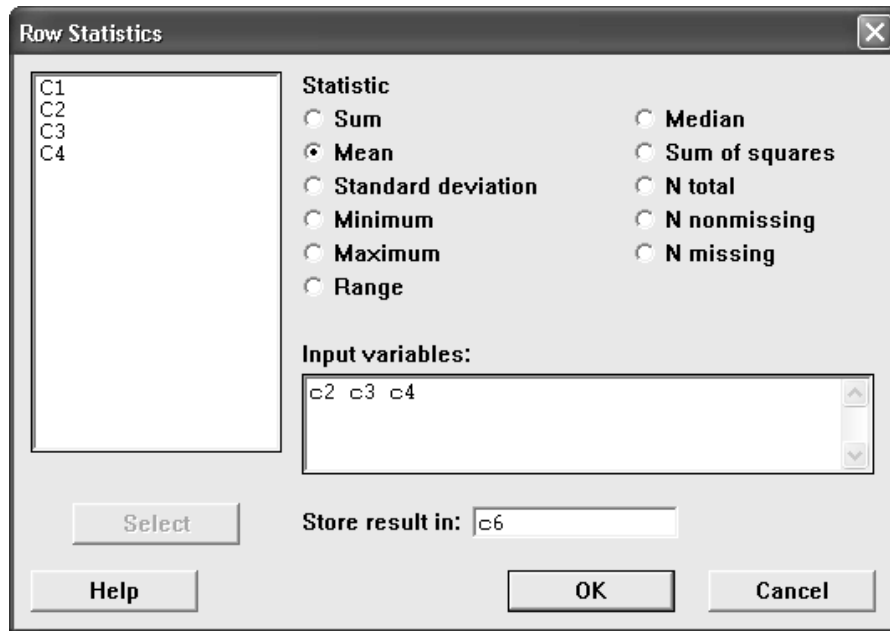 Row Statistics
C1
C2
C3
C4
Statistic
Sum
Mean
Standard deviation
Minimum
Maximum
Range
Median
Sum of squares
N total
N nonmissing
N missing
Input variables:
c2 c3 c4
Select
Store result in: c6
Help
OK
Cancel